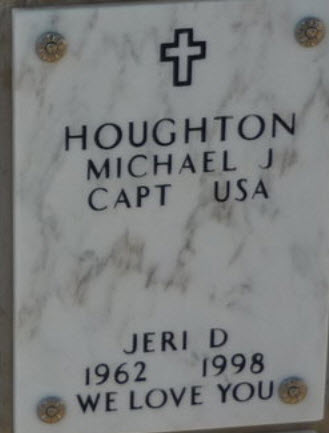 HOUGHTON
MICHAEL J
CAPT USA
JERI D
1962 1998
WE LOVE YOU